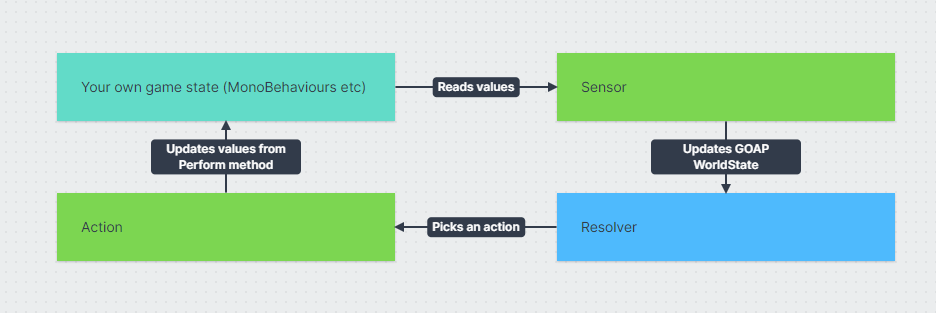 Your own game state (MonoBehaviours etc)
Reads values
Sensor
Updates values from
Perform method
Updates GOAP
WorldState
Action
Picks an action
Resolver